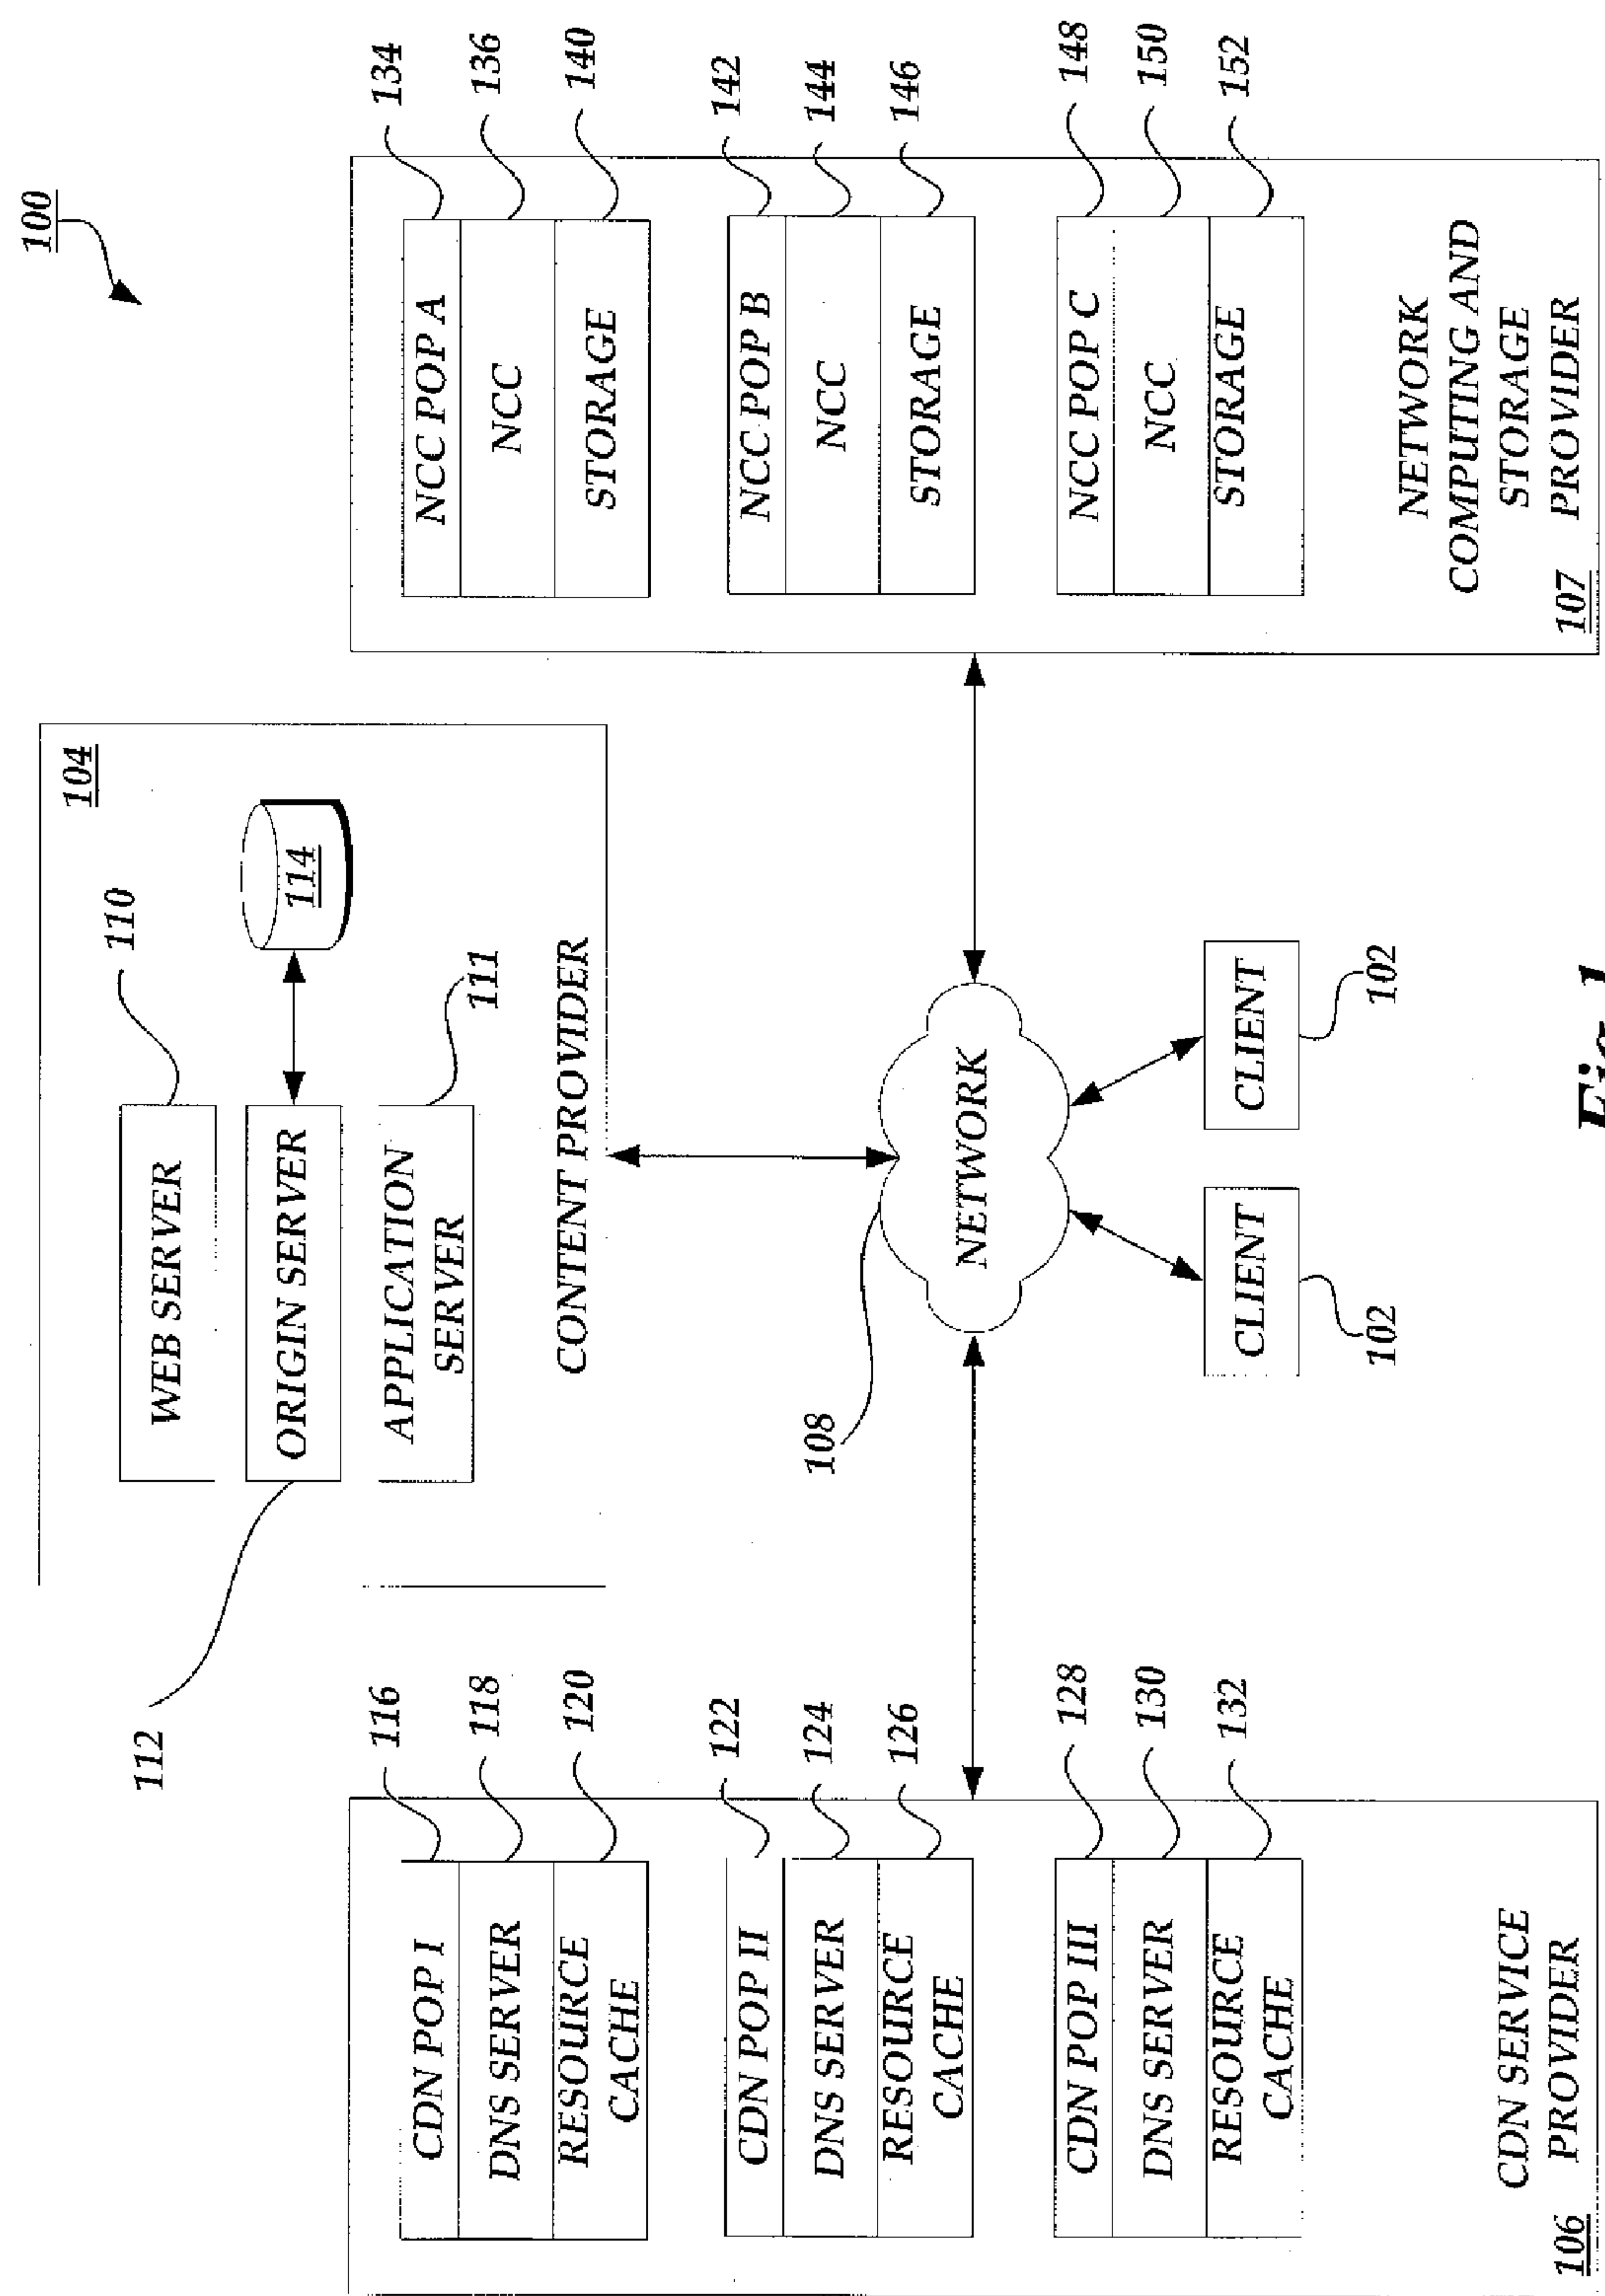 100
104
WEB SERVER
110
ORIGIN SERVER
112
114
APPLICATION
SERVER
111
CONTENT PROVIDER
CDN POP I
116
DNS SERVER
118
RESOURCE
CACHE
120
CDN POP II
122
DNS SERVER
124
RESOURCE
CACHE
126
CDN POP III
128
DNS SERVER
130
RESOURCE
CACHE
132
CDN SERVICE
PROVIDER
106
108
NETWORK
CLIENT
102
CLIENT
102
NCC POP A
134
NCC
136
STORAGE
140
NCC POP B
142
NCC
144
STORAGE
146
NCC POP C
148
NCC
150
STORAGE
152
NETWORK
COMPUTING AND
STORAGE
PROVIDER
107
Fig.1.